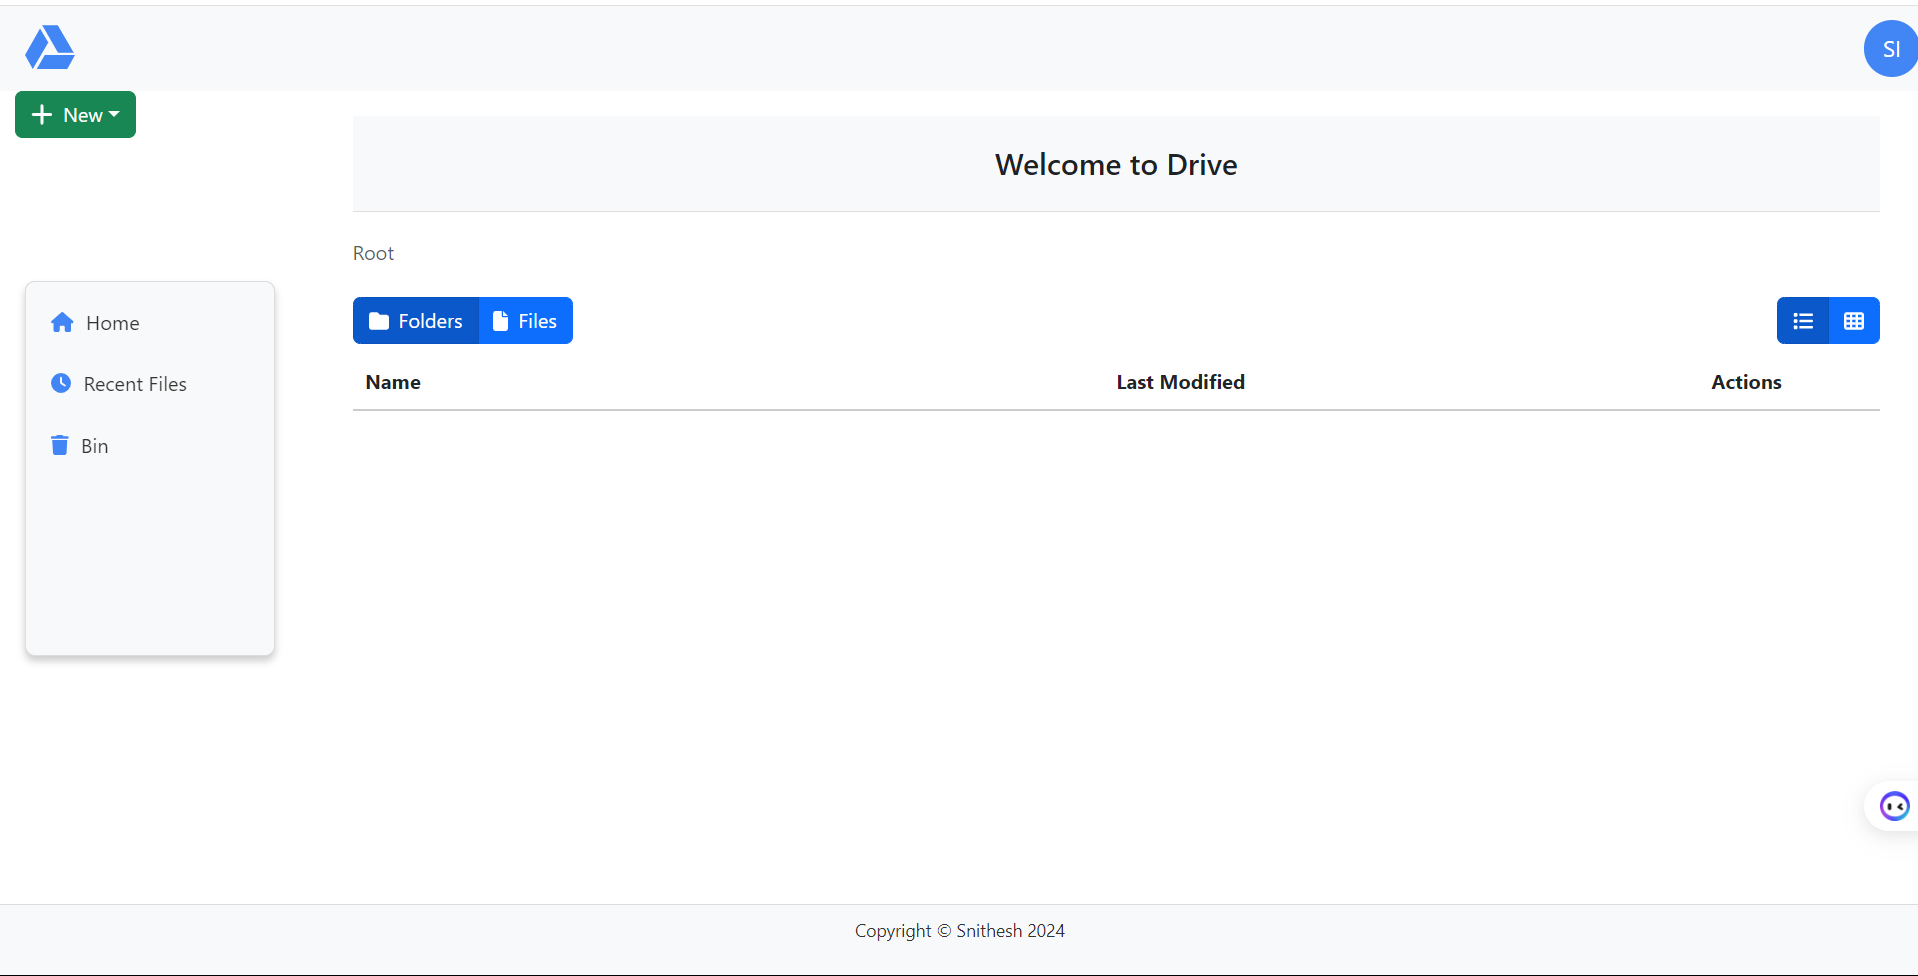 SI
New
Welcome to Drive
Root
Home
Recent Files
Bin
Folders Files
Name Last Modified Actions
Copyright © Snithesh 2024